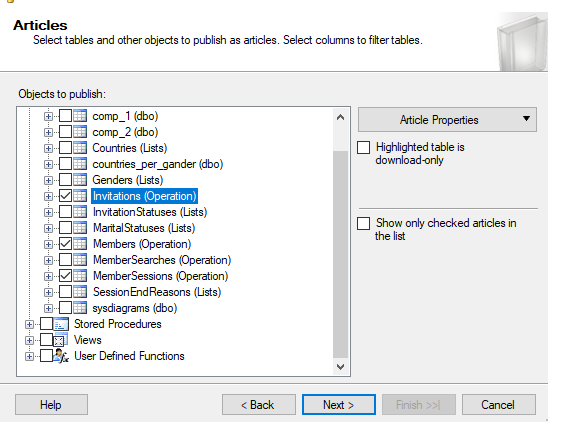 Articles
Select tables and other objects to publish as articles. Select columns to filter tables.
Objects to publish:
comp_1 (dbo)
comp_2 (dbo)
Countries (Lists)
countries_per_gander (dbo)
Genders (Lists)
Invitations (Operation)
InvitationStatuses (Lists)
MaritalStatuses (Lists)
Members (Operation)
MemberSearches (Operation)
MemberSessions (Operation)
SessionEndReasons (Lists)
sysdiagrams (dbo)
Stored Procedures
Views
User Defined Functions
Article Properties
Highlighted table is
download-only
Show only checked articles in
the list
Help
< Back
Next >
Finish >>|
Cancel